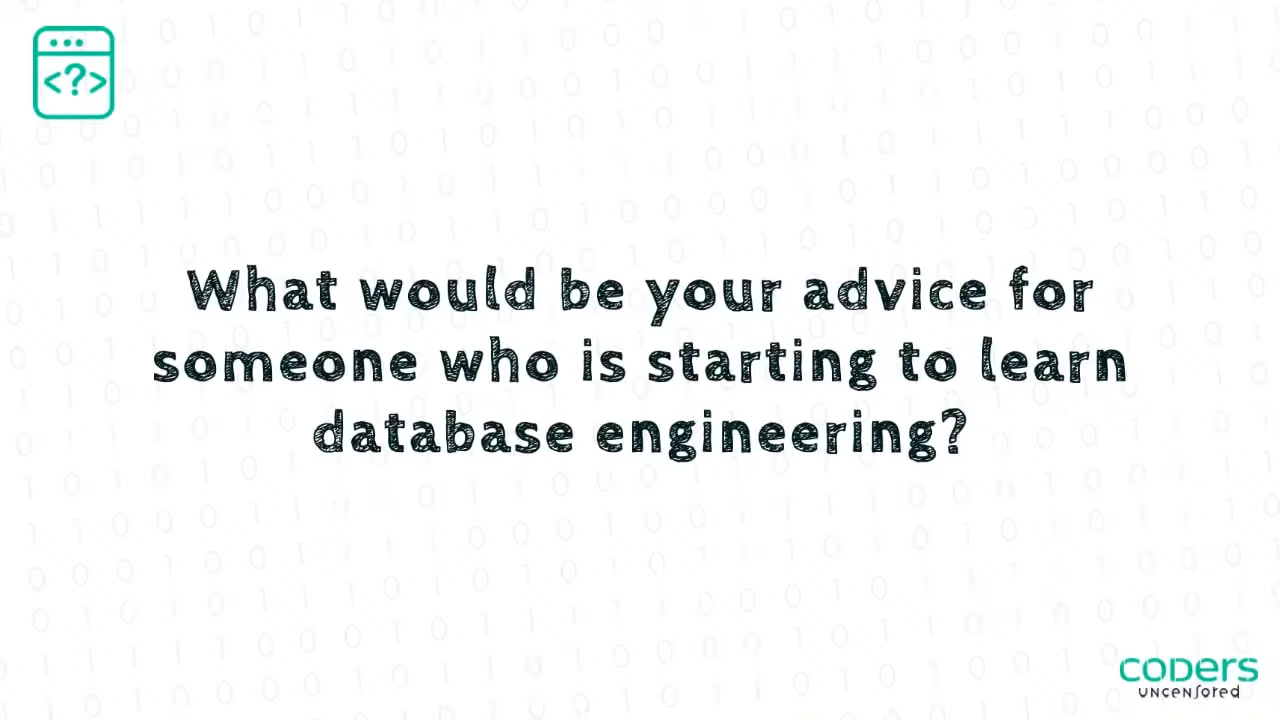 <?>
What would be your advice for
someone who is starting to learn
database engineering?
CODERS
uncensored